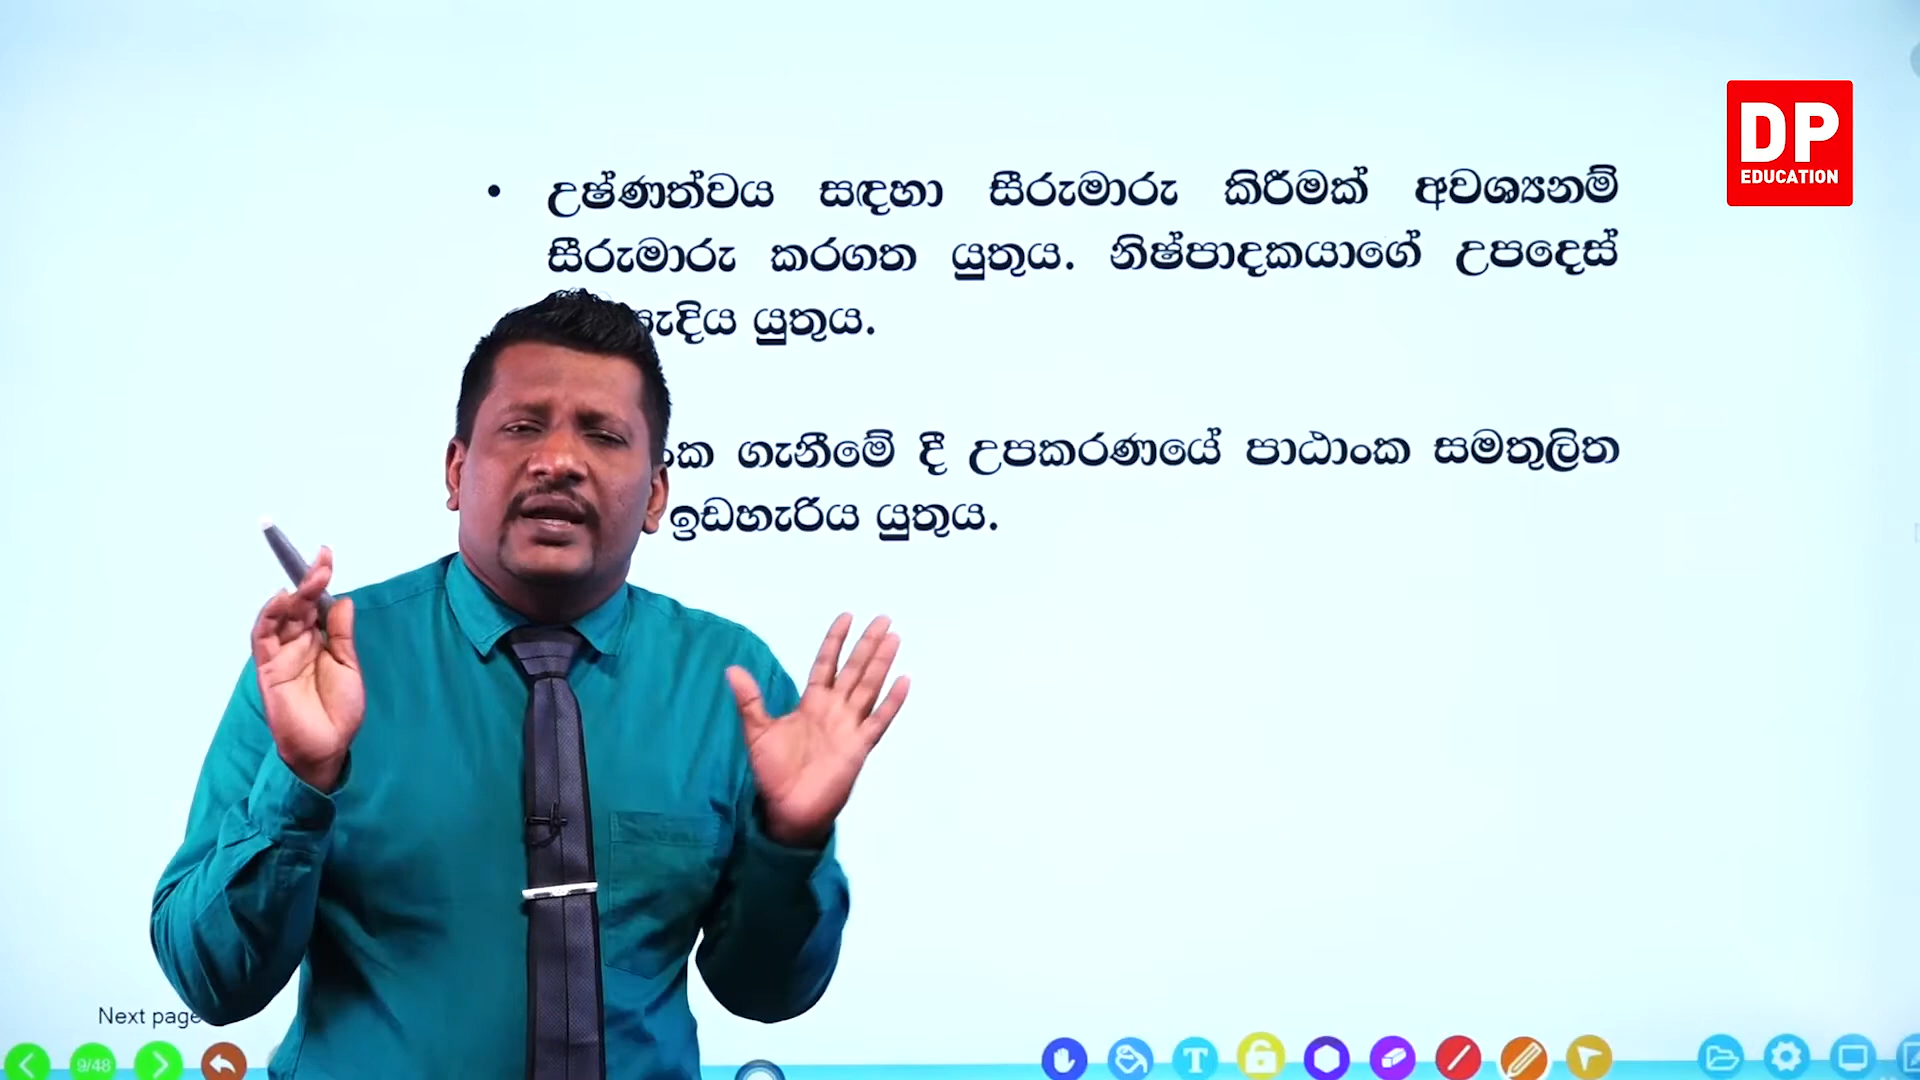 DP
EDUCATION
• උෂ්ණත්වය සඳහා සීරුමාරු කිරීමක් අවශ්‍යනම්
සීරුමාරු කරගත යුතුය. නිෂ්පාදකයාගේ උපදෙස්
යුතුය.
ගැනීමේ දී උපකරණයේ පාඨාංක සමතුලිත
ඉඩහැරිය යුතුය.
Next page
9/48
T